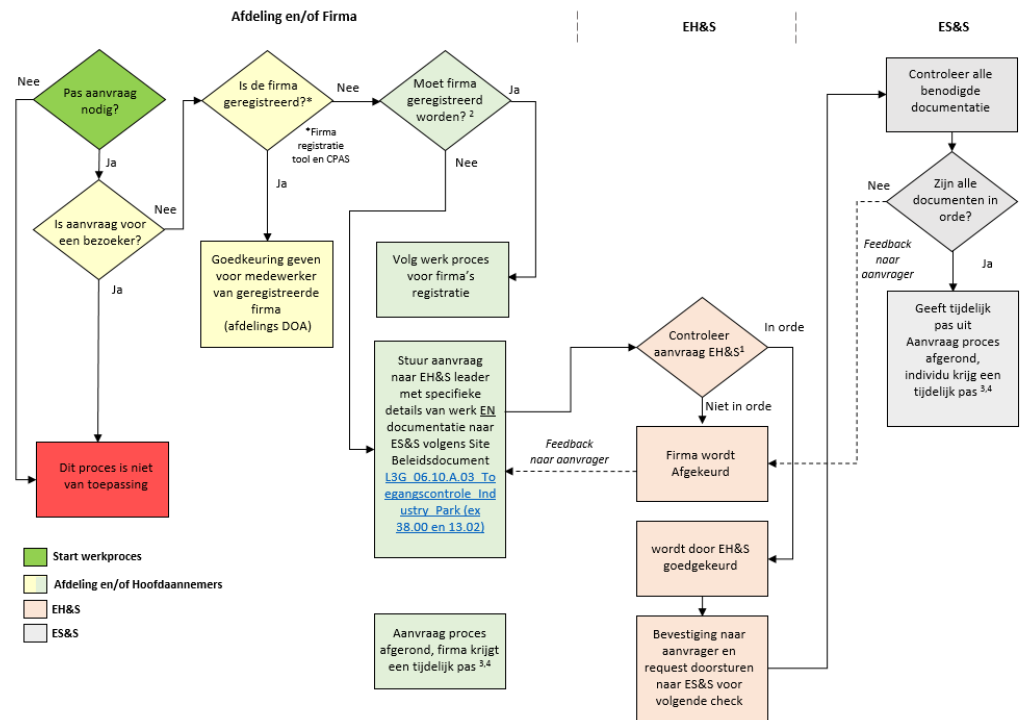 Afdeling en/of Firma
EH&S
ES&S
Nee
Pas aanvraag
nodig?
Ja
Is aanvraag voor
een bezoeker?
Nee
Ja
Dit proces is niet
van toepassing
Is de firma
geregistreerd?*
Nee
*Firma
registratie
tool en CPAS
Ja
Goedkeuring geven
voor medewerker
van geregistreerde
firma
(afdelings DOA)
Moet firma
geregistreerd
worden? 2
Ja
Nee
Volg werk proces
voor firma's
registratie
Stuur aanvraag
naar EH&S leader
met specifieke
details van werk EN
documentatie naar
ES&S volgens Site
Beleidsdocument
L3G_06.10.A.03_To
egangscontrole_Ind
ustry_Park (ex
38.00 en 13.02)
Aanvraag proces
afgerond, firma krijgt
een tijdelijk pas 3,4
Controleer
aanvraag EH&S1
In orde
Niet in orde
Feedback
naar aanvrager
Firma wordt
Afgekeurd
wordt door EH&S
goedgekeurd
Bevestiging naar
aanvrager en
request doorsturen
naar ES&S voor
volgende check
Controleer alle
benodigde
documentatie
Nee
Zijn alle
documenten in
orde?
Feedback
naar
aanvrager
Ja
Geeft tijdelijk
pas uit
Aanvraag proces
afgerond,
individu krijg een
tijdelijk pas 3,4
Start werkproces
Afdeling en/of Hoofdaannemers
EH&S
ES&S